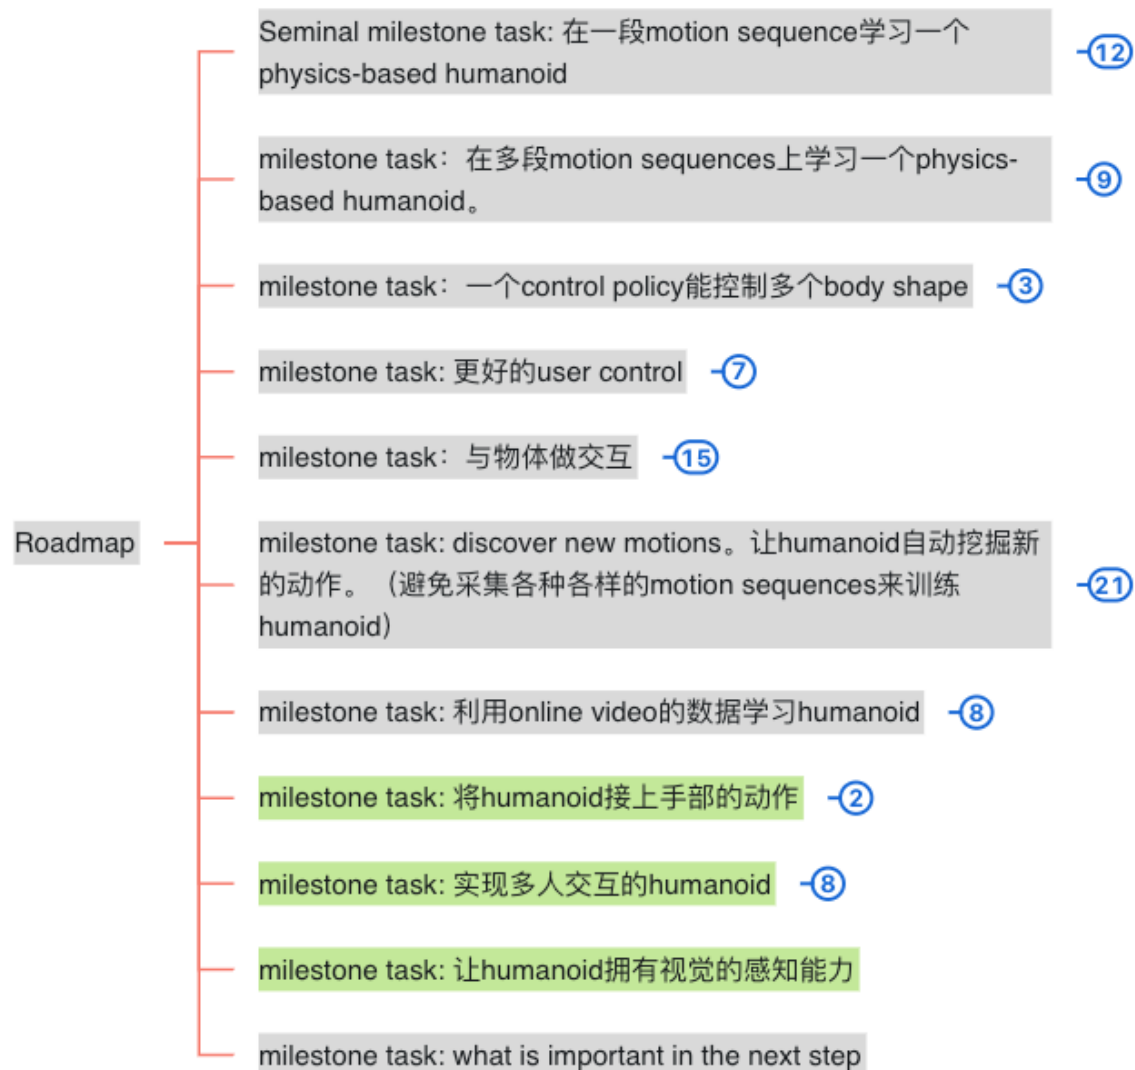 Seminal milestone task: 在一段motion sequence学习一个
physics-based humanoid
12
milestone task：在多段motion sequences上学习一个physics-
based humanoid。
9
milestone task：一个control policy能控制多个body shape
3
milestone task: 更好的user control
7
milestone task：与物体做交互
15
Roadmap
milestone task: discover new motions。让humanoid自动挖掘新
的动作。（避免采集各种各样的motion sequences来训练
humanoid）
21
milestone task: 利用online video的数据学习humanoid
8
milestone task: 将humanoid接上手部的动作
2
milestone task: 实现多人交互的humanoid
8
milestone task: 让humanoid拥有视觉的感知能力
milestone task: what is important in the next step